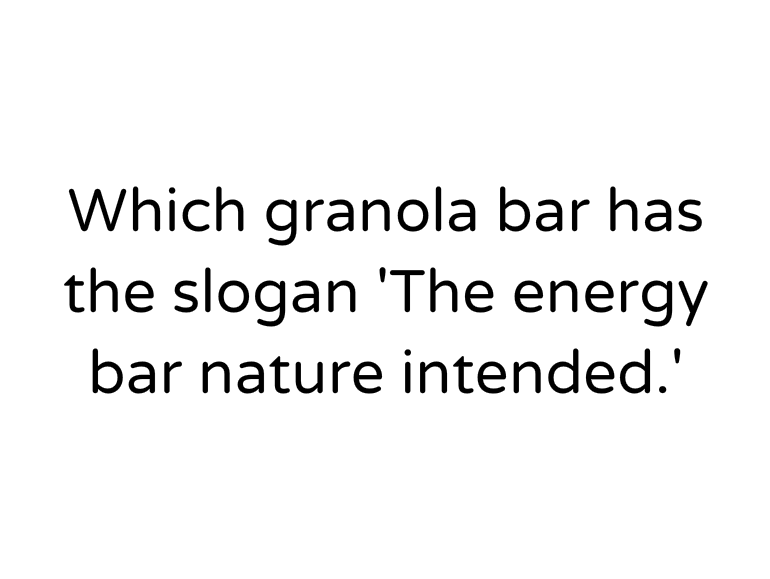 Which granola bar has
the slogan 'The energy
bar nature intended.'